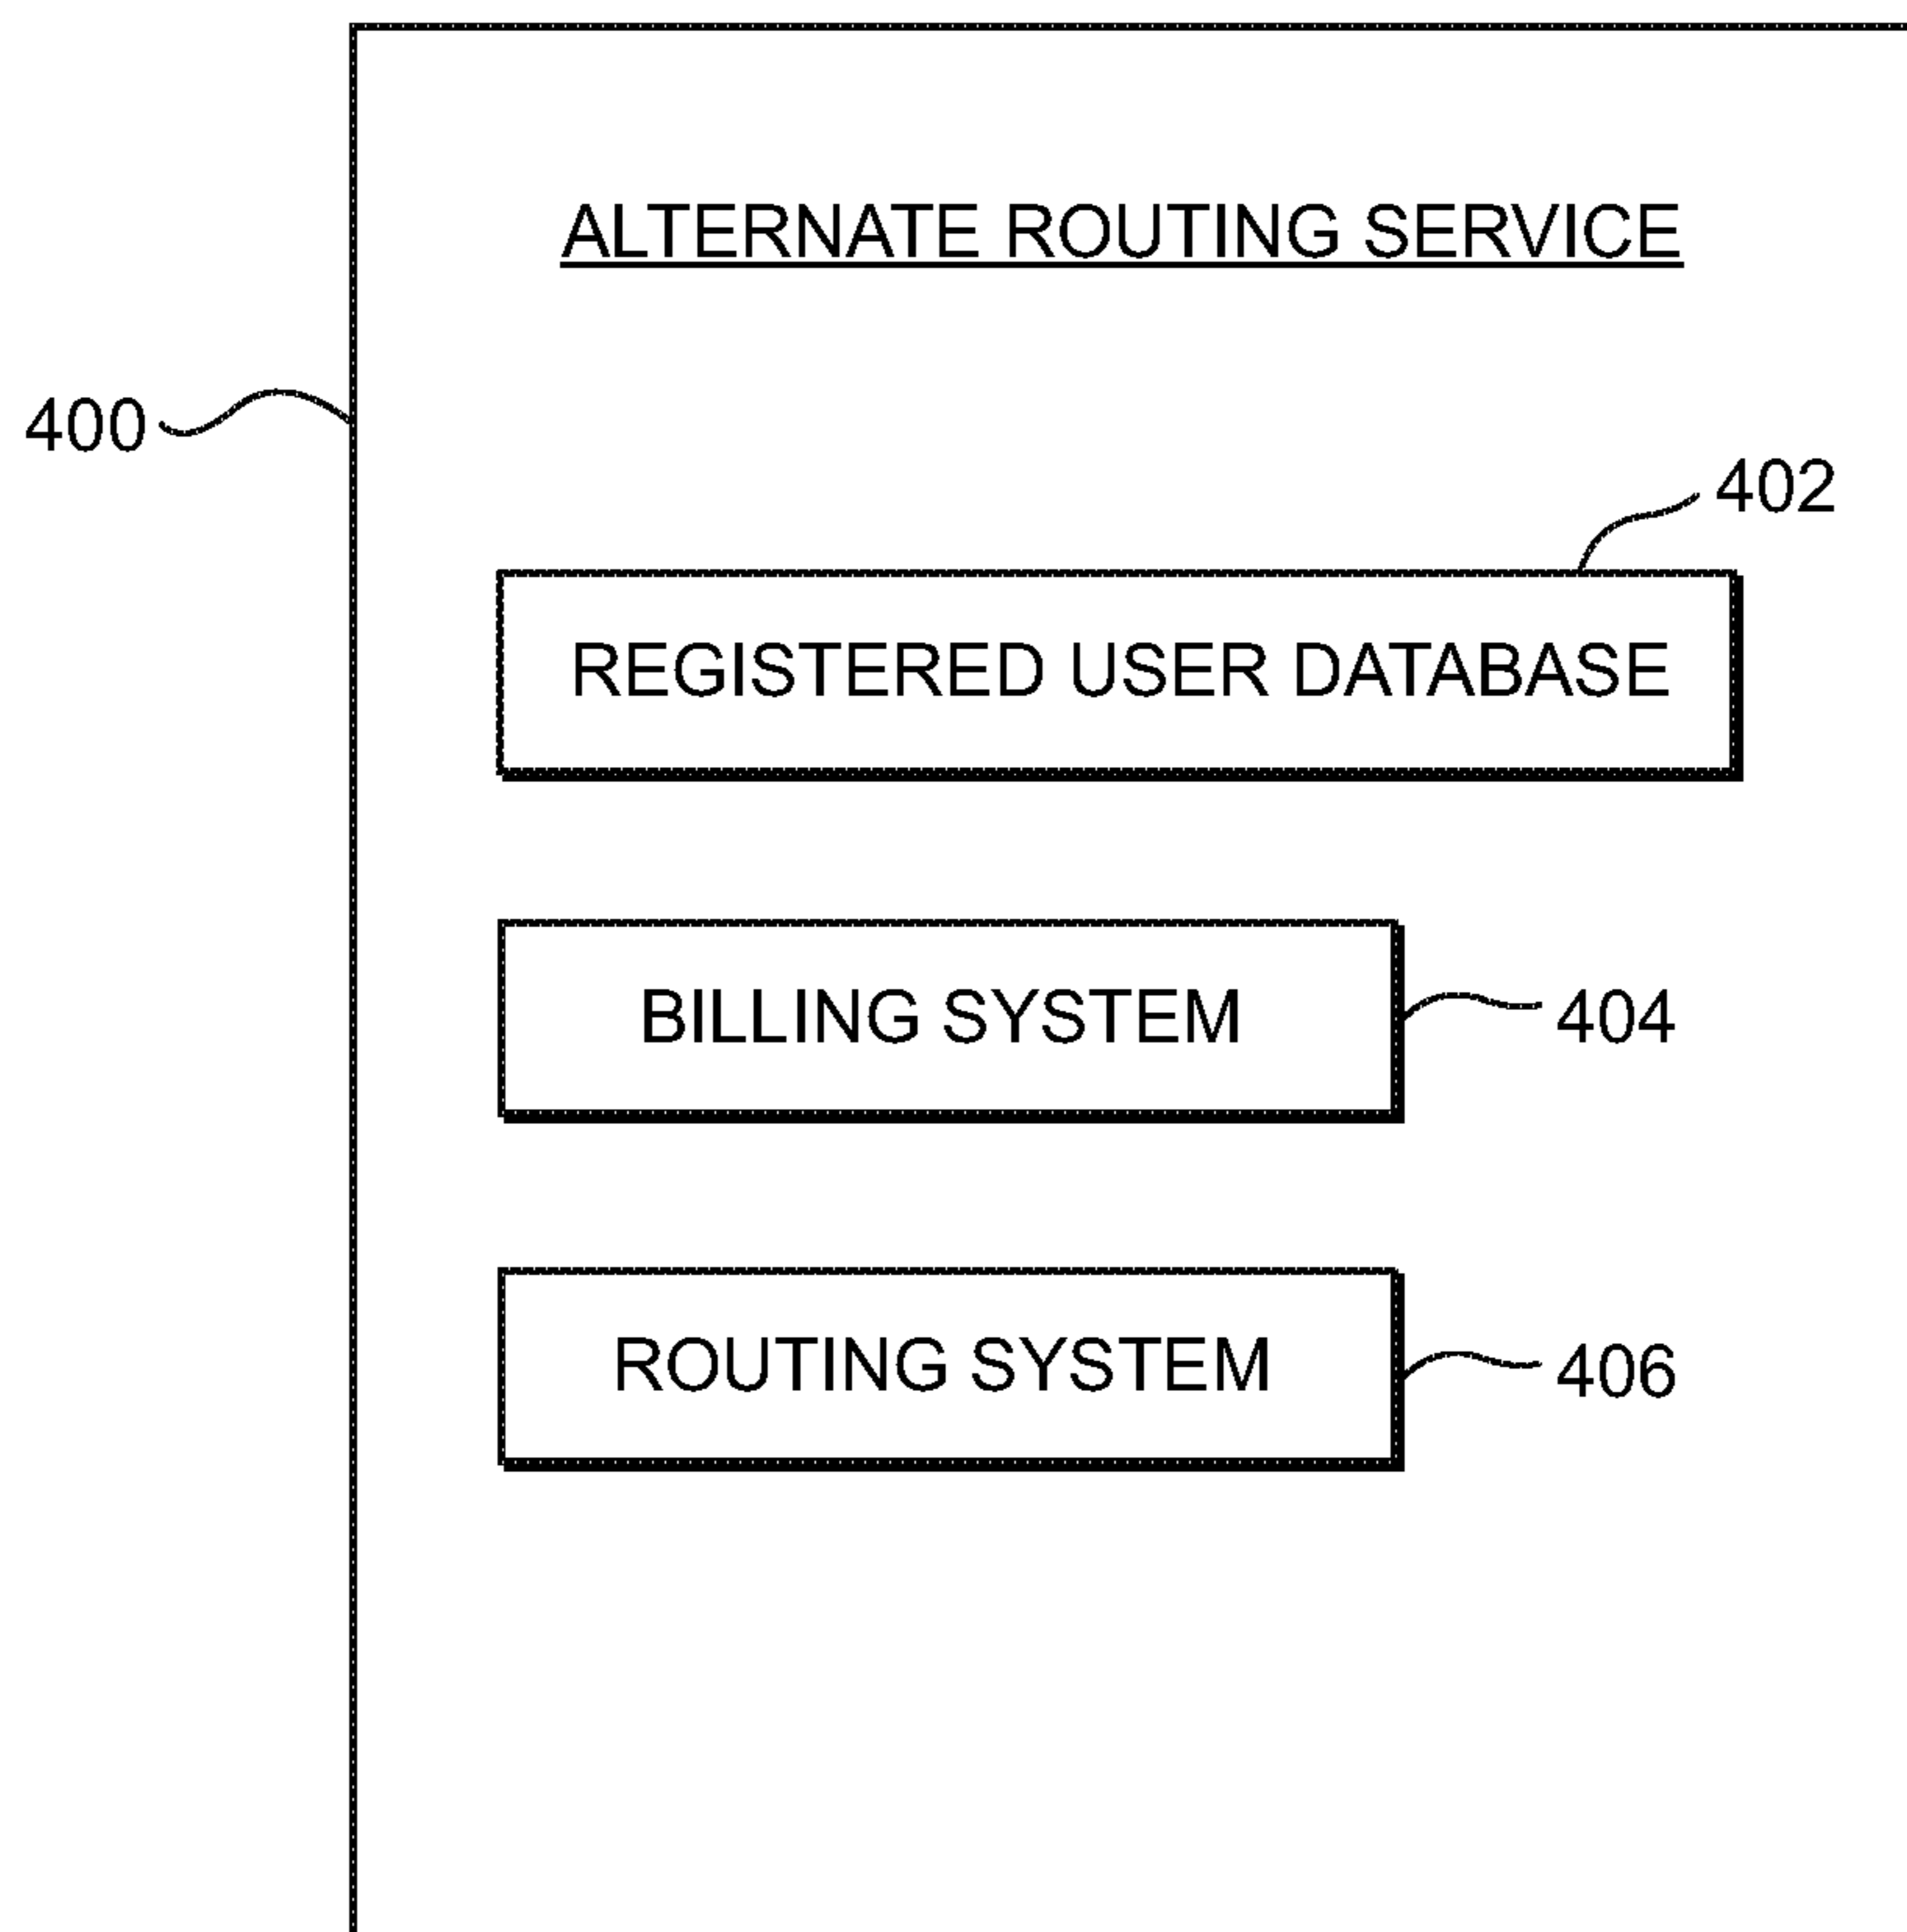 ALTERNATE ROUTING SERVICE
400
402
REGISTERED USER DATABASE
BILLING SYSTEM
404
ROUTING SYSTEM
406